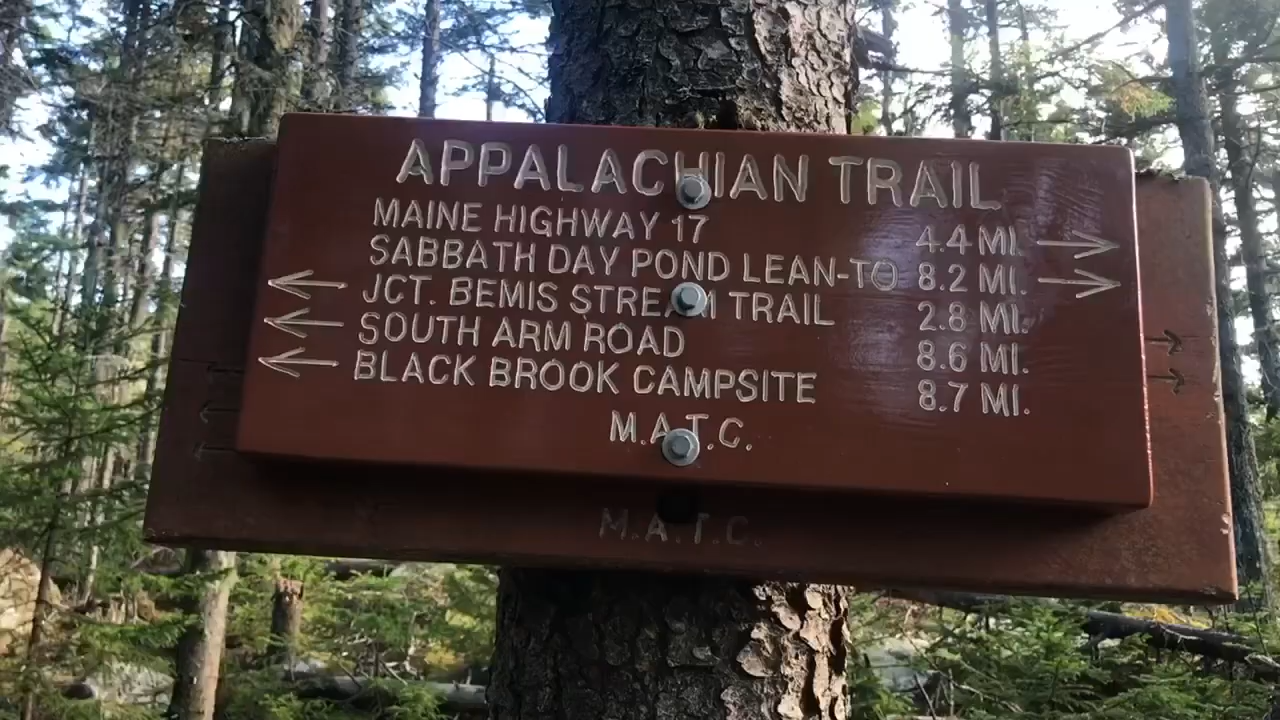 APPALACHIAN TRAIL
MAINE HIGHWAY 17 4.4 MI.
SABBATH DAY POND LEAN-TO 8.2 MI.
JCT. BEMIS STREAM TRAIL 2.8 MI.
SOUTH ARM ROAD 8.6 MI.
BLACK BROOK CAMPSITE 8.7 MI.
M.A.T.C.
M.A.T.C.